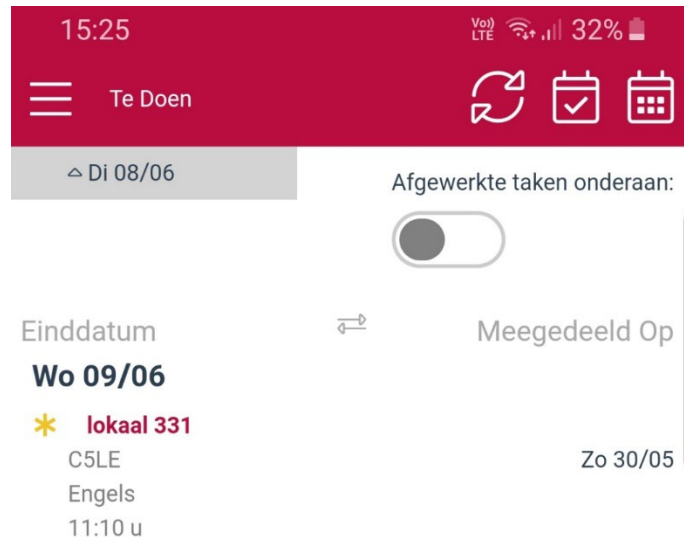 15:25 Vo)) LTE 32%
Te Doen
Di 08/06
Afgewerkte taken onderaan:
Einddatum Meegedeeld Op
Wo 09/06
lokaal 331
C5LE Zo 30/05
Engels
11:10 u